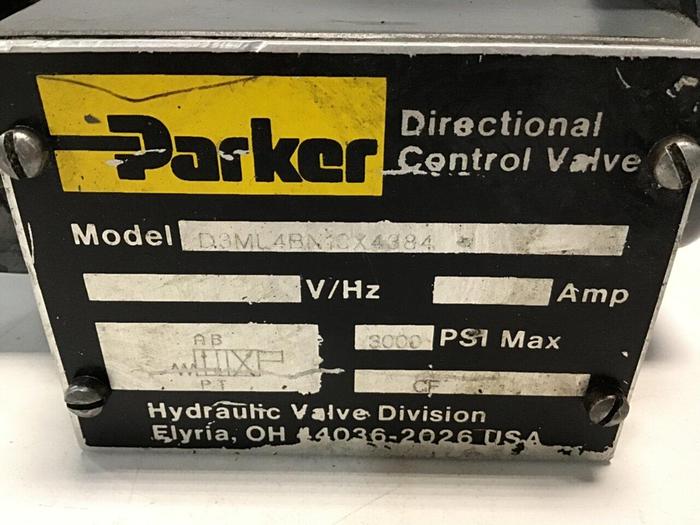 Parker
Directional
Control Valve
Model
V/Hz
Amp
AB
PT
3000 PSI Max
CF
Hydraulic Valve Division
Elyria, OH 44036-2026 USA